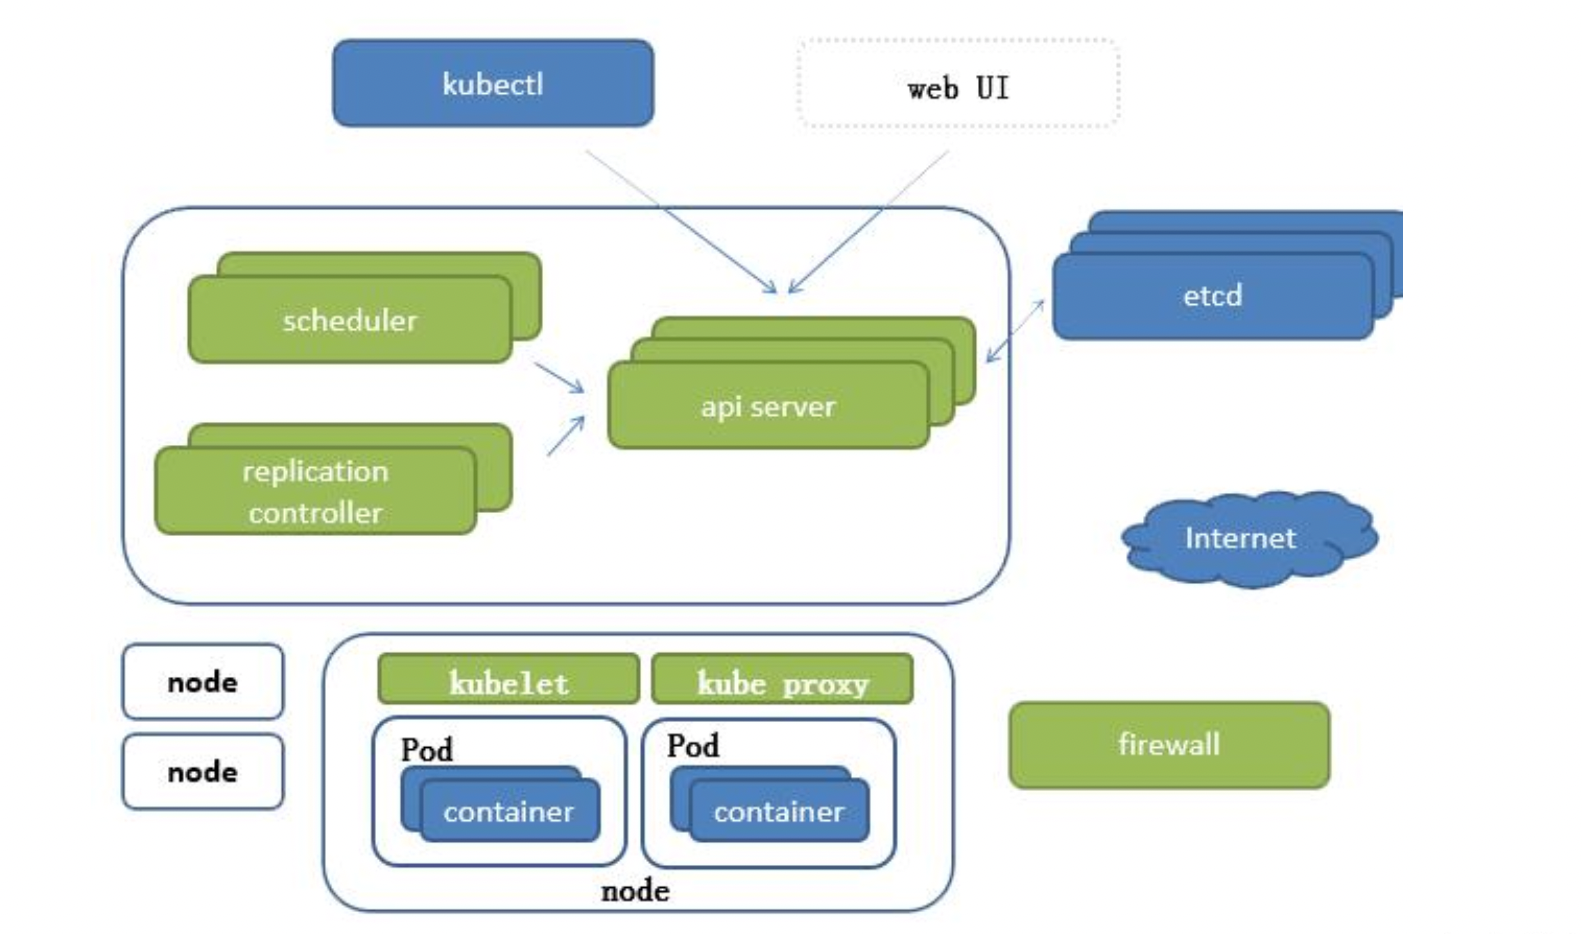 kubectl
web UI
scheduler
etcd
api server
replication
controller
Internet
node
node
kubelet
kube proxy
Pod
container
Pod
container
node
firewall